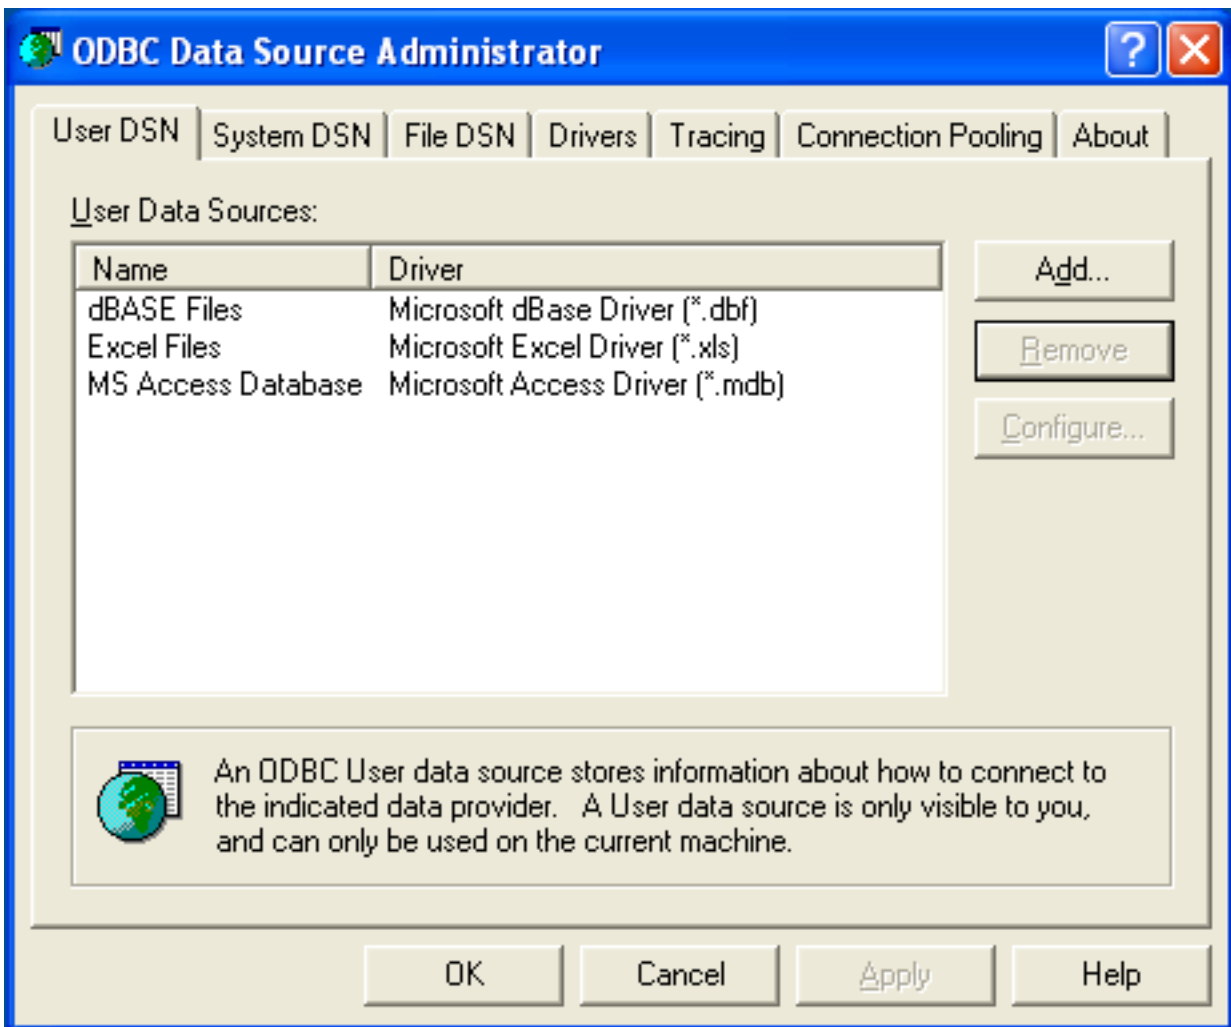 ODBC Data Source Administrator
User DSN System DSN File DSN Drivers Tracing Connection Pooling About
User Data Sources:
Name Driver
dBASE Files Microsoft dBase Driver (*.dbf)
Excel Files Microsoft Excel Driver (*.xls)
MS Access Database Microsoft Access Driver (*.mdb)
Add...
Remove
Configure...
An ODBC User data source stores information about how to connect to
the indicated data provider. A User data source is only visible to you,
and can only be used on the current machine.
OK Cancel Apply Help